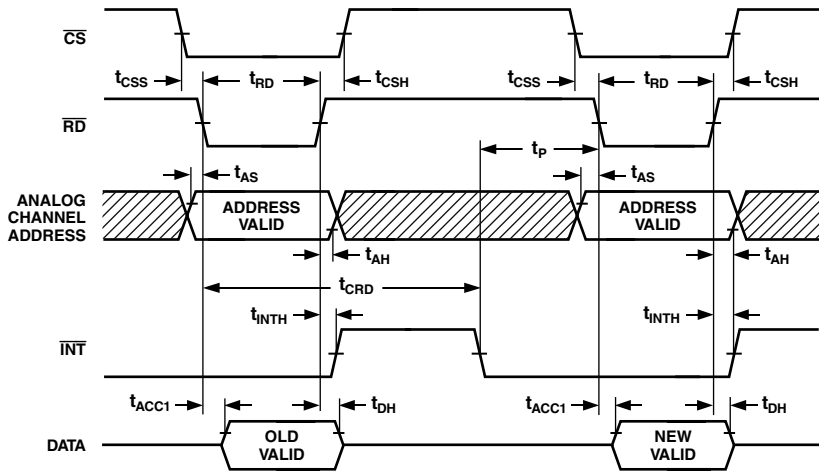 CS
tCSS tRD tCSH tCSS tRD tCSH
RD
tP
tAS tAS
ANALOG
CHANNEL
ADDRESS
ADDRESS
VALID
ADDRESS
VALID
tAH tAH
tCRD
tINTH tINTH
INT
tACC1 tDH tACC1 tDH
DATA
OLD
VALID
NEW
VALID